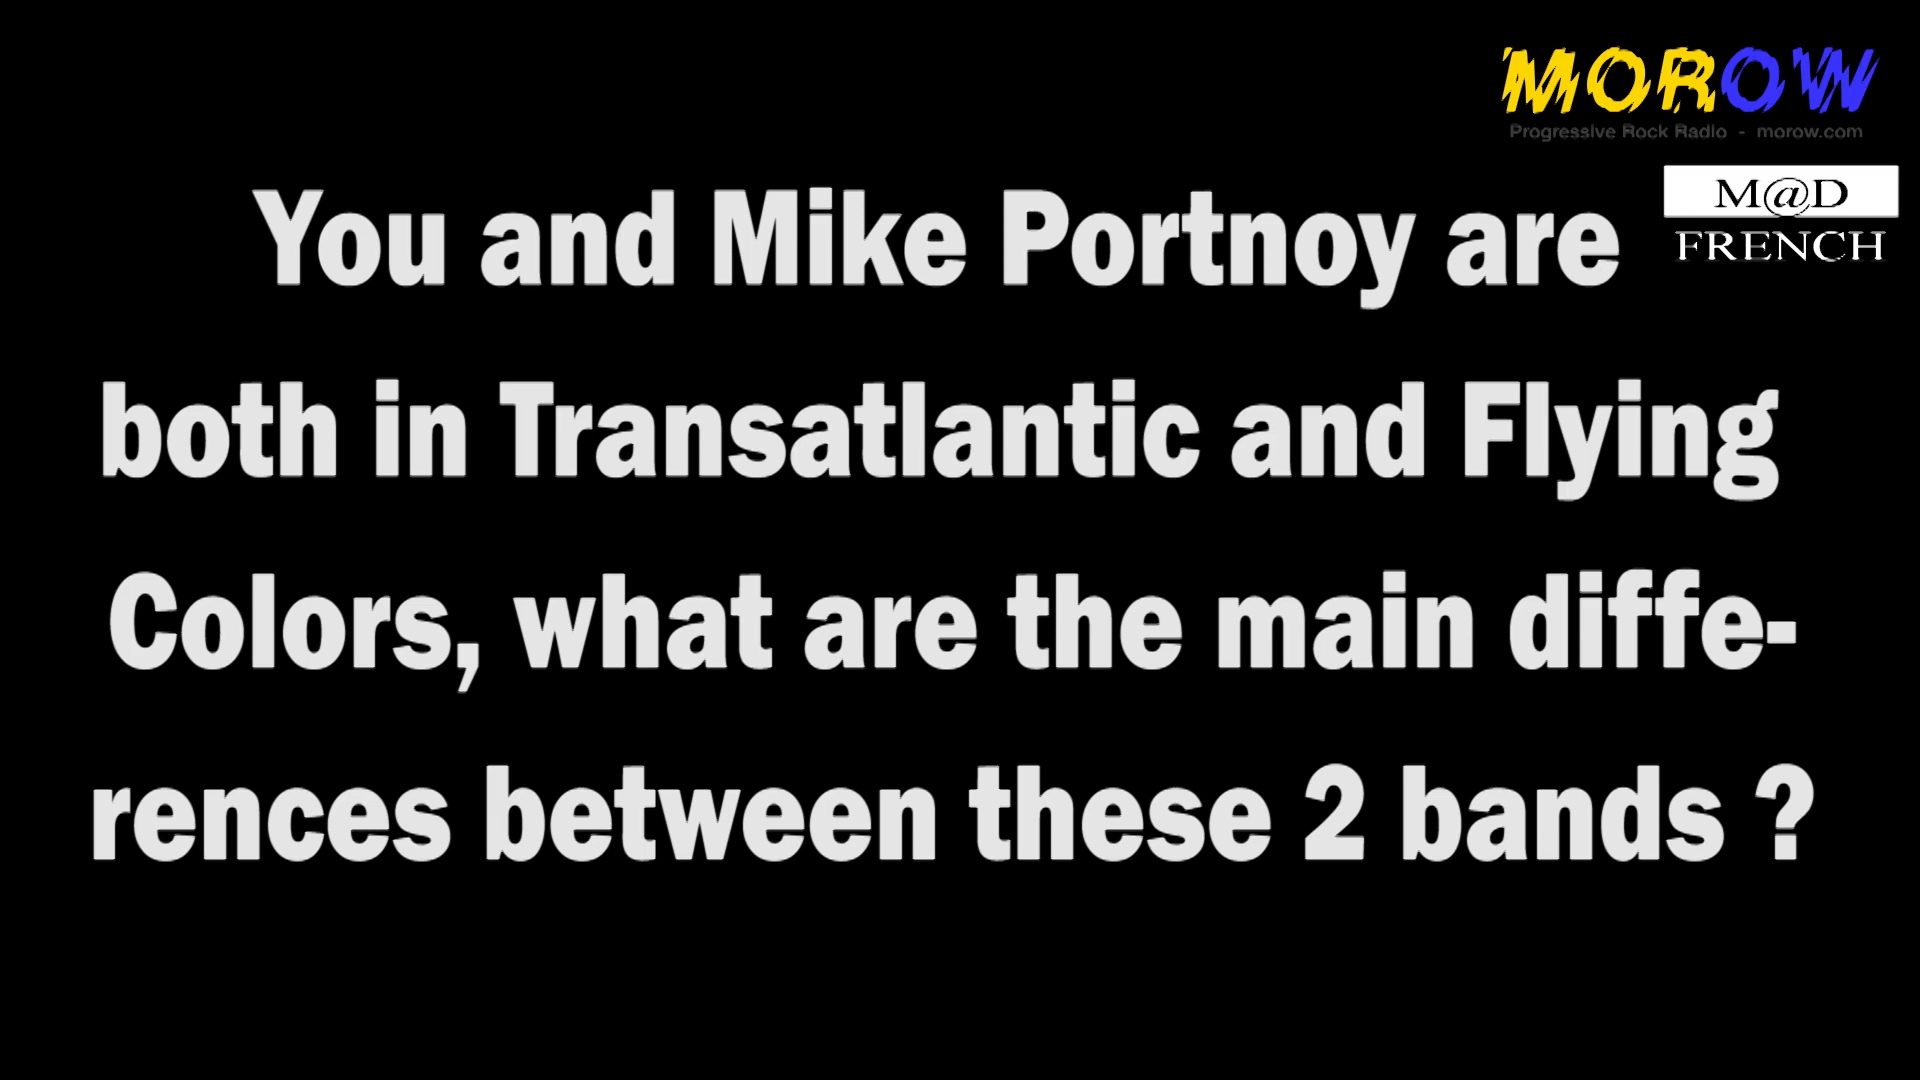 MOROW
Progressive Rock Radio - morow.com
M@D
FRENCH
You and Mike Portnoy are
both in Transatlantic and Flying
Colors, what are the main diffe-
rences between these 2 bands ?